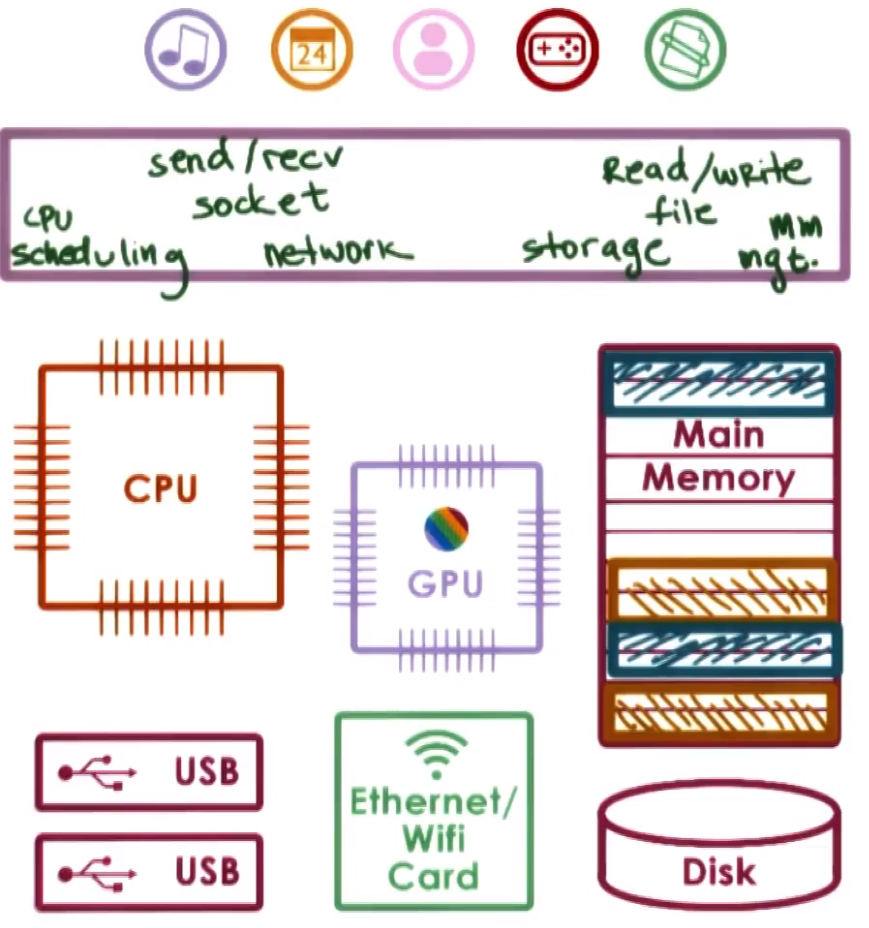 24
send/recv
socket
network
CPU
scheduling
Read/write
file
storage
mm
mgt.
CPU
GPU
Main
Memory
USB
USB
Ethernet/
Wifi
Card
Disk